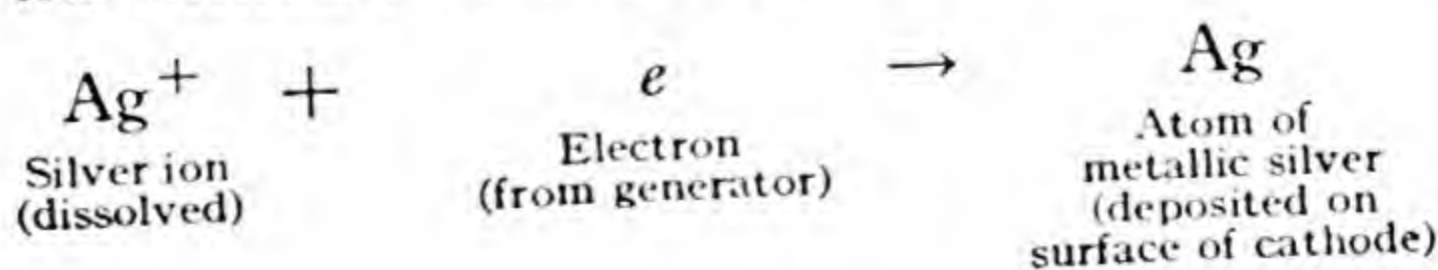 Ag+ + e → Ag
Silver ion
(dissolved)
Electron
(from generator)
Atom of
metallic silver
(deposited on
surface of cathode)